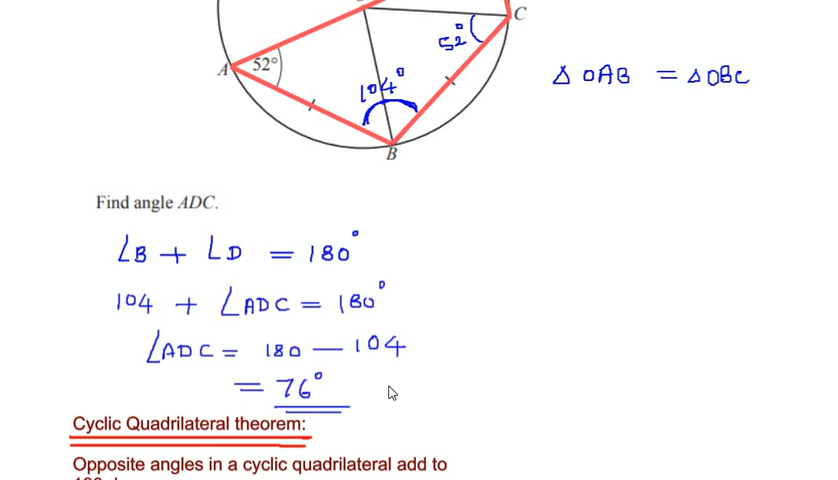 C
52°
A 52°
104°
△ OAB = △ OBC
B
Find angle ADC.
∠B + ∠D = 180°
104 + ∠ADC = 180°
∠ADC = 180 — 104
= 76°
Cyclic Quadrilateral theorem:
Opposite angles in a cyclic quadrilateral add to